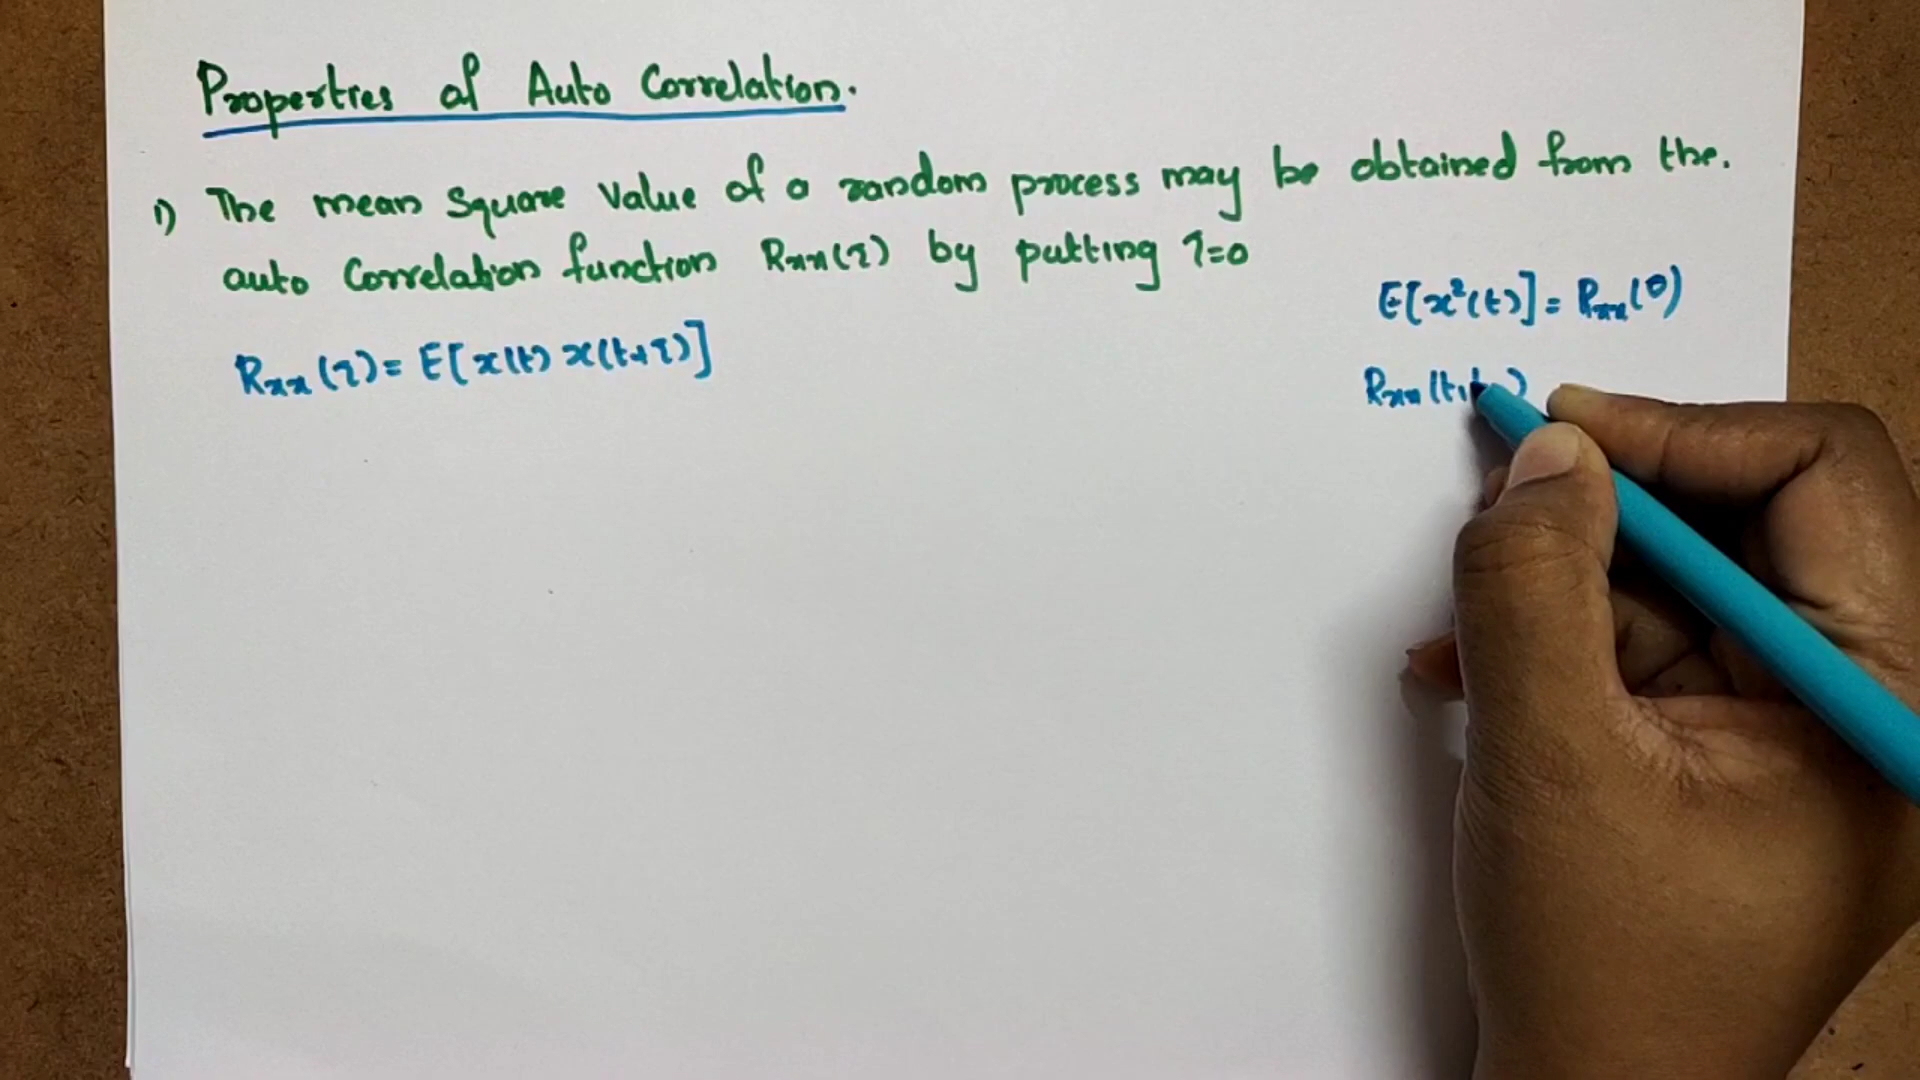 Properties of Auto Correlation.
1) The mean square value of a random process may be obtained from the.
auto Correlation function Rxx(τ) by putting τ=0
E[x²(t)] = Rxx(0)
Rxx(τ) = E[x(t) x(t+τ)]
Rxx(t,